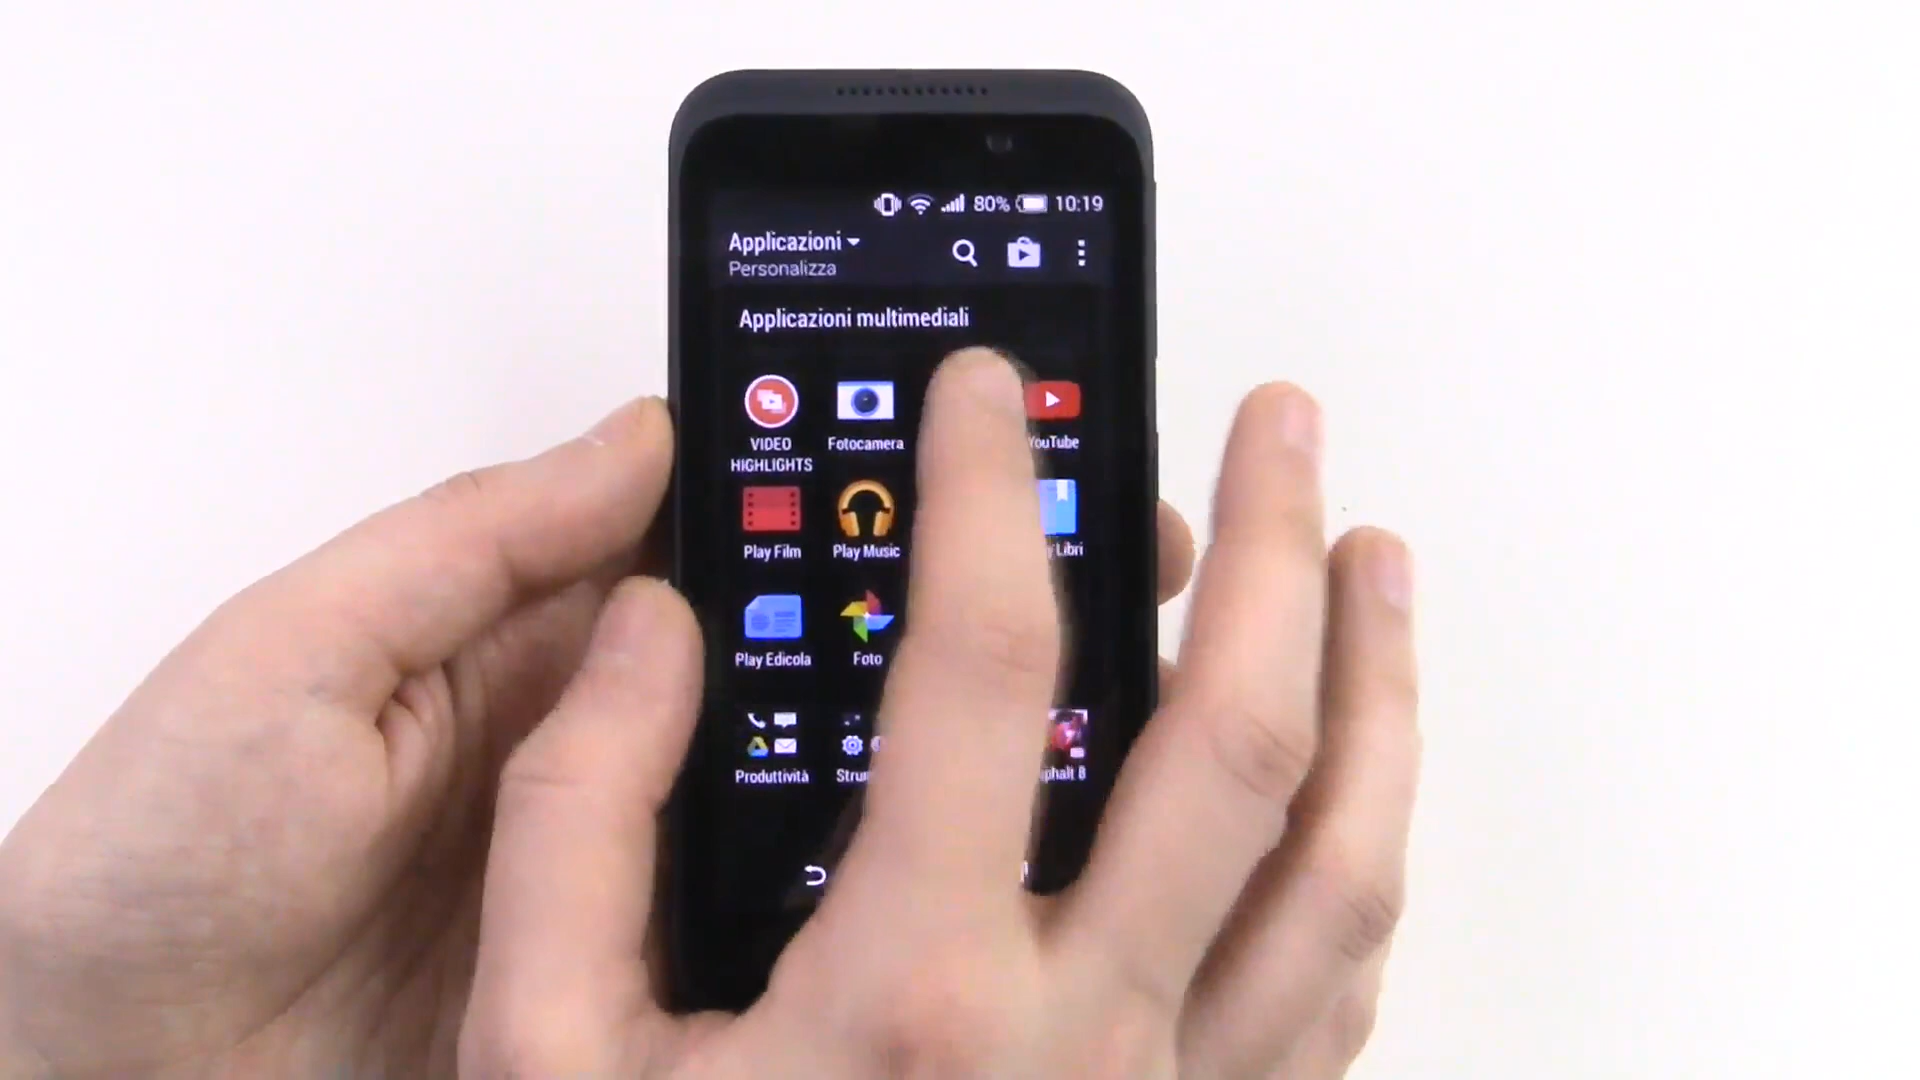 80% 10:19
Applicazioni
Personalizza
Applicazioni multimediali
VIDEO HIGHLIGHTS
Fotocamera
YouTube
Play Film
Play Music
Libri
Play Edicola
Foto
Produttività